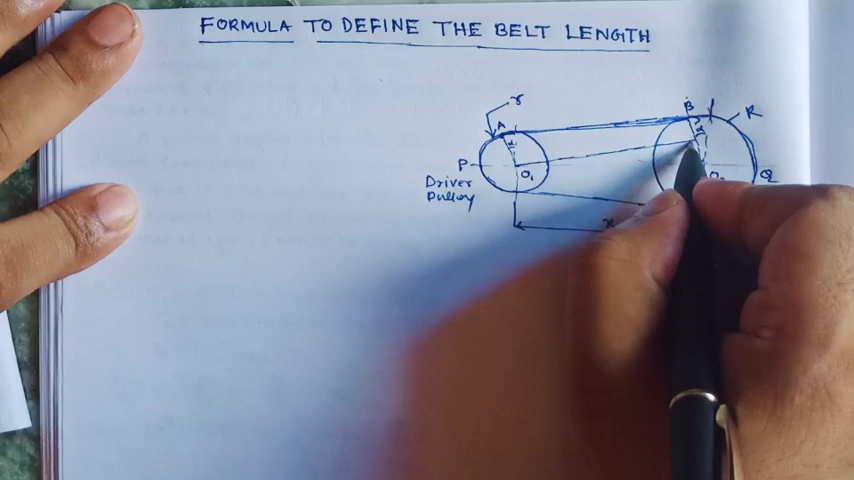 FORMULA TO DEFINE THE BELT LENGTH
r
B
R
A
α
α
P
O₁
Q
Driver
Pulley
x